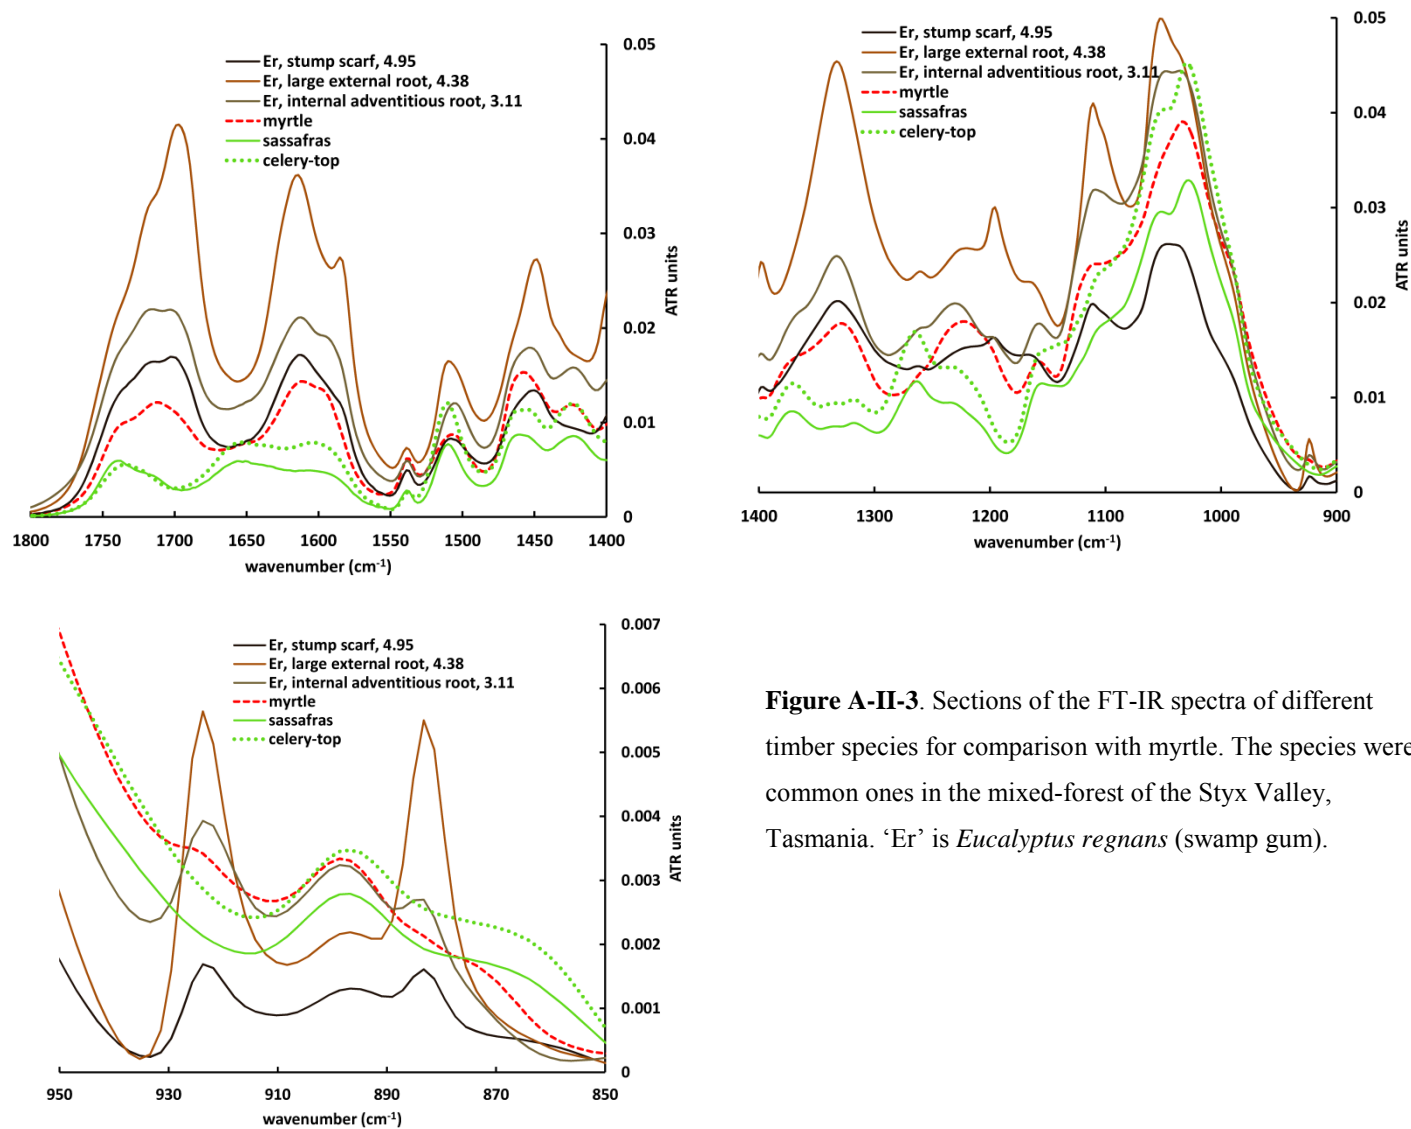 Er, stump scarf, 4.95
Er, large external root, 4.38
Er, internal adventitious root, 3.11
myrtle
sassafras
celery-top
0.05
0.04
0.03
0.02
0.01
0
ATR units
1800 1750 1700 1650 1600 1550 1500 1450 1400
wavenumber (cm⁻¹)
Er, stump scarf, 4.95
Er, large external root, 4.38
Er, internal adventitious root, 3.11
myrtle
sassafras
celery-top
0.05
0.04
0.03
0.02
0.01
0
ATR units
1400 1300 1200 1100 1000 900
wavenumber (cm⁻¹)
Er, stump scarf, 4.95
Er, large external root, 4.38
Er, internal adventitious root, 3.11
myrtle
sassafras
celery-top
0.007
0.006
0.005
0.004
0.003
0.002
0.001
0
ATR units
950 930 910 890 870 850
wavenumber (cm⁻¹)
Figure A-II-3. Sections of the FT-IR spectra of different
timber species for comparison with myrtle. The species were
common ones in the mixed-forest of the Styx Valley,
Tasmania. ‘Er’ is Eucalyptus regnans (swamp gum).